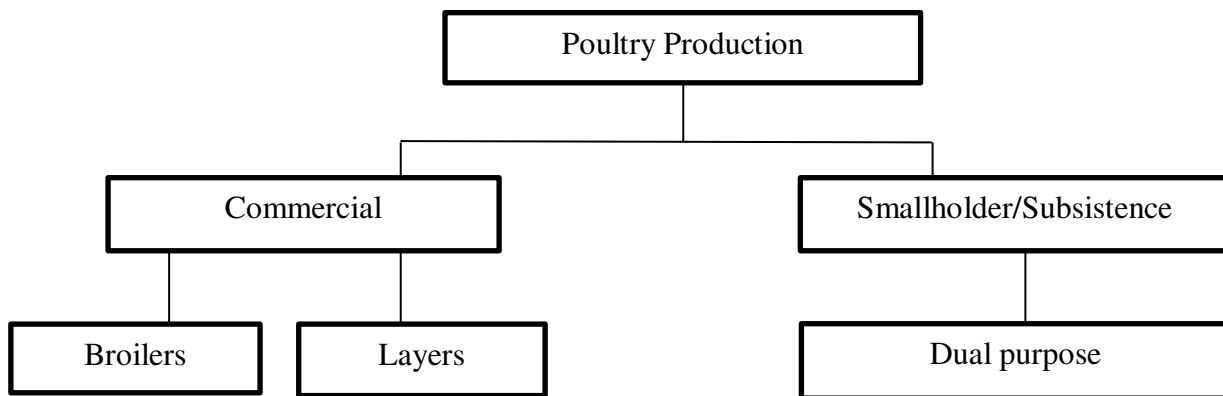 Poultry Production
Commercial
Smallholder/Subsistence
Broilers
Layers
Dual purpose